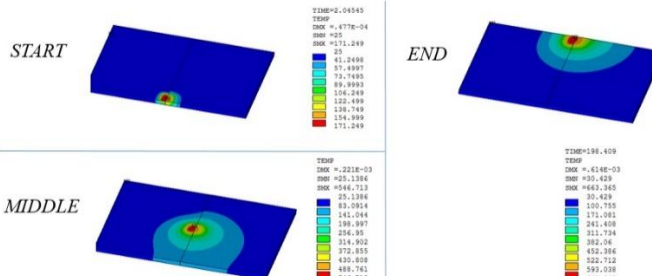 START
TIME=2.04545
TEMP
DMX =.477E-04
SMN =25
SMX =171.249
25
41.2498
57.4997
73.7495
89.9993
106.249
122.499
138.749
154.999
171.249
END
TIME=198.409
TEMP
DMX =.614E-03
SMN =30.429
SMX =663.365
30.429
100.755
171.081
241.408
311.734
382.06
452.386
522.712
593.038
MIDDLE
TEMP
DMX =.221E-03
SMN =25.1386
SMX =546.713
25.1386
83.0914
141.044
198.997
256.95
314.902
372.855
430.808
488.761